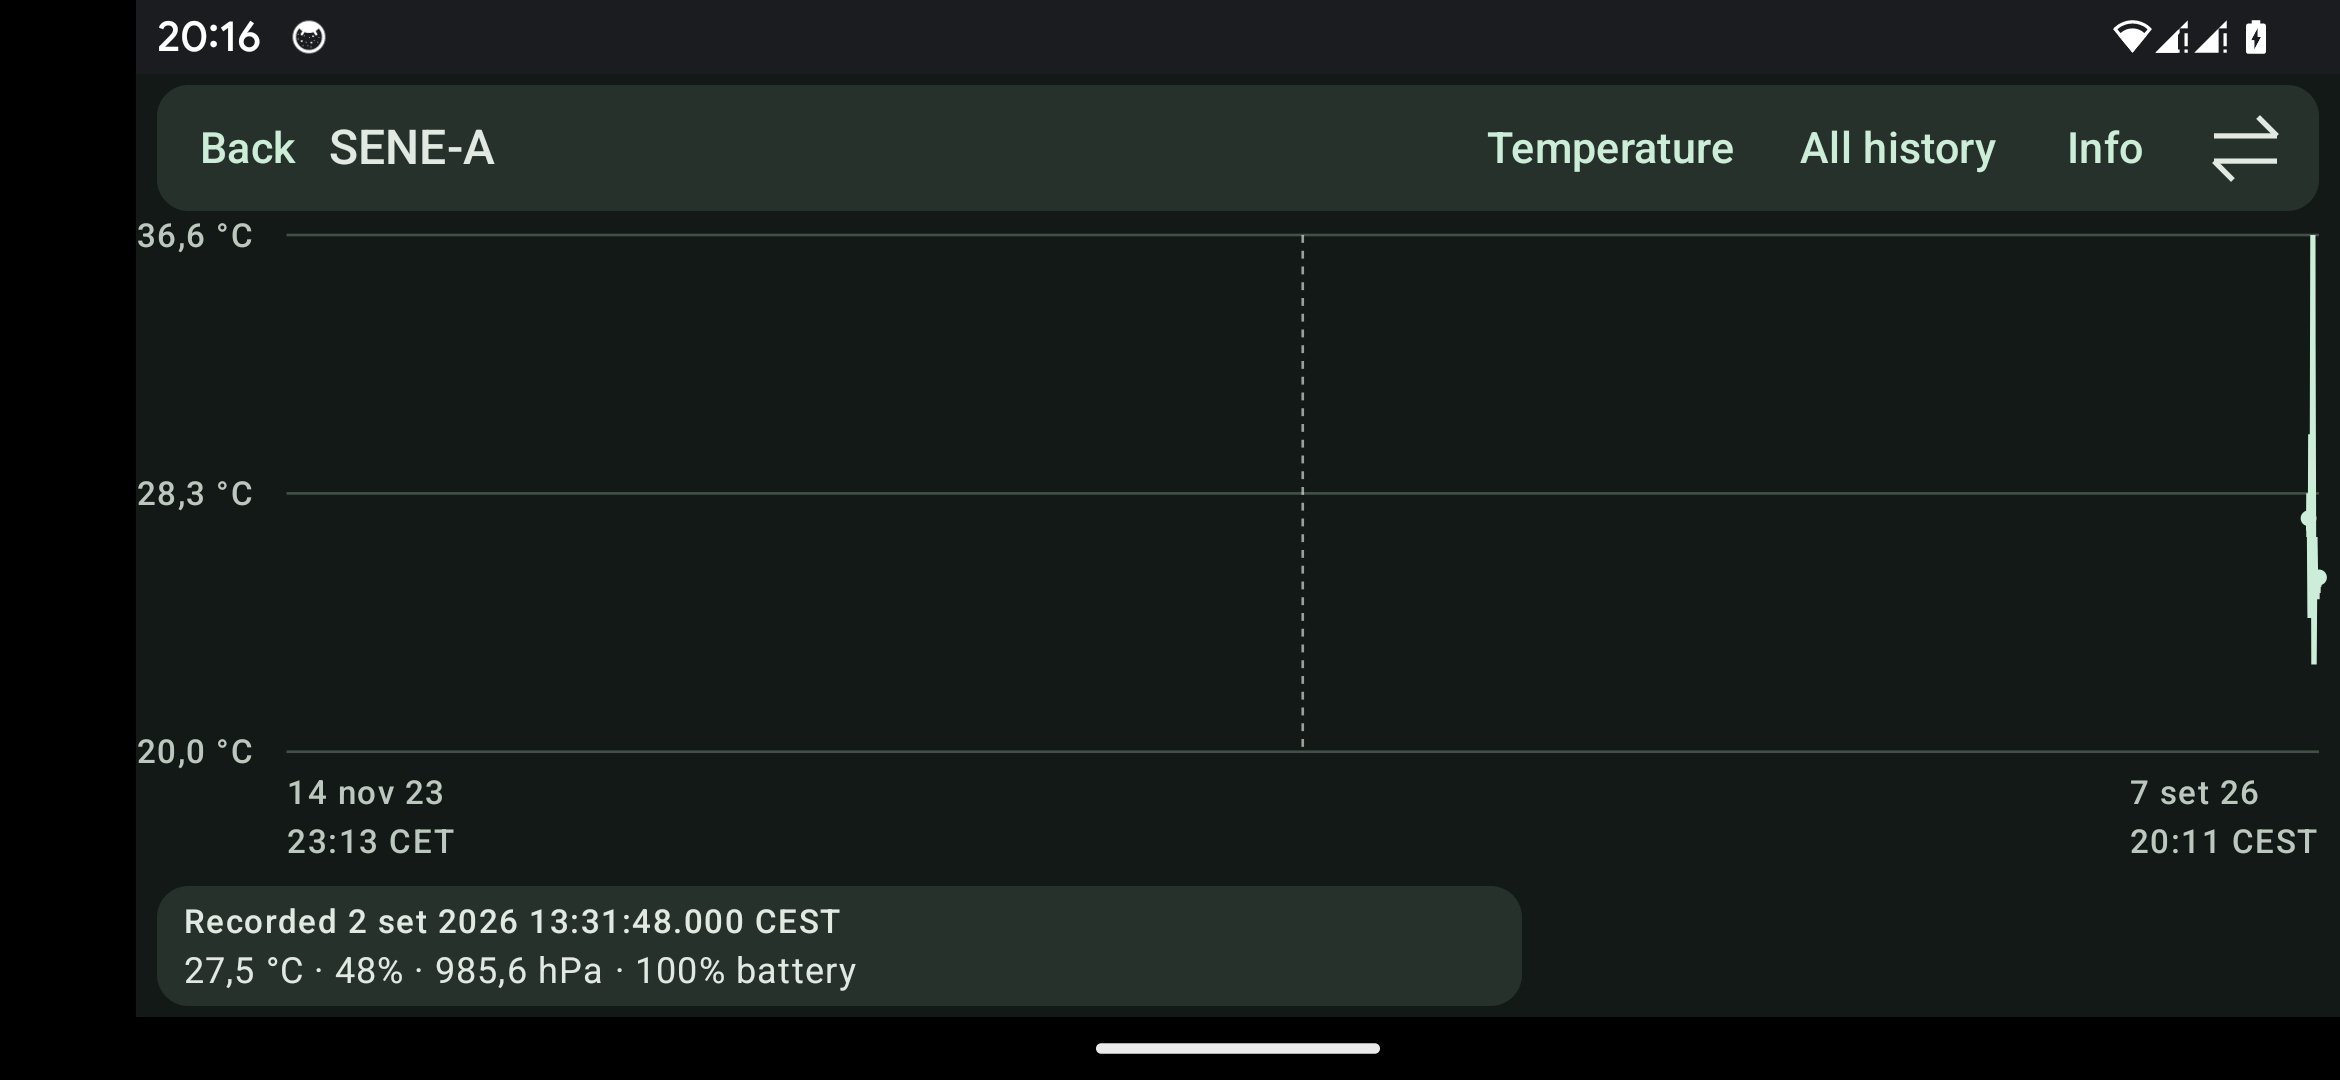 20:16
Back SENE-A Temperature All history Info
36,6 °C
28,3 °C
20,0 °C
14 nov 23
23:13 CET
7 set 26
20:11 CEST
Recorded 2 set 2026 13:31:48.000 CEST
27,5 °C · 48% · 985,6 hPa · 100% battery